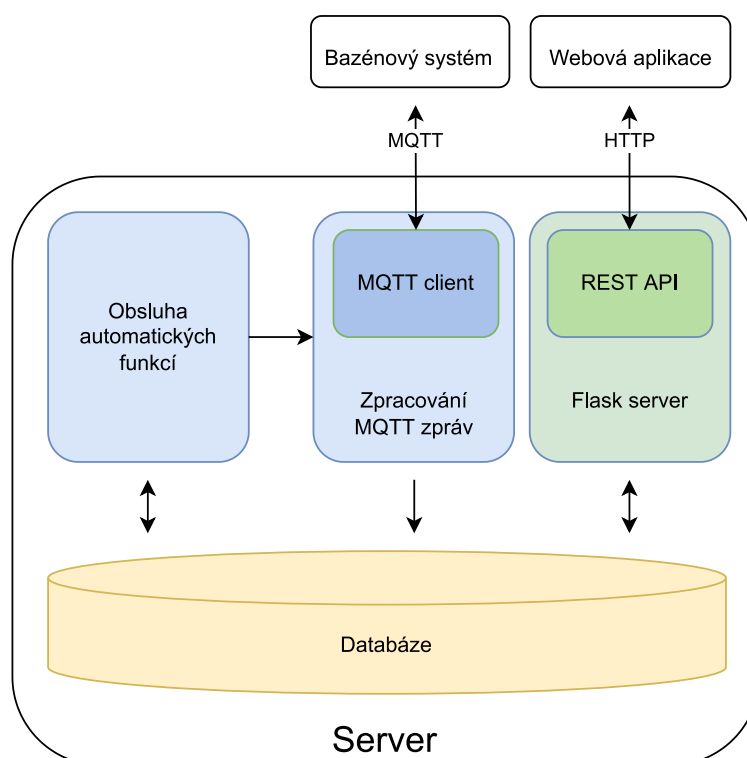 Bazénový systém
Webová aplikace
MQTT
HTTP
MQTT client
REST API
Obsluha
automatických
funkcí
Zpracování
MQTT zpráv
Flask server
Databáze
Server